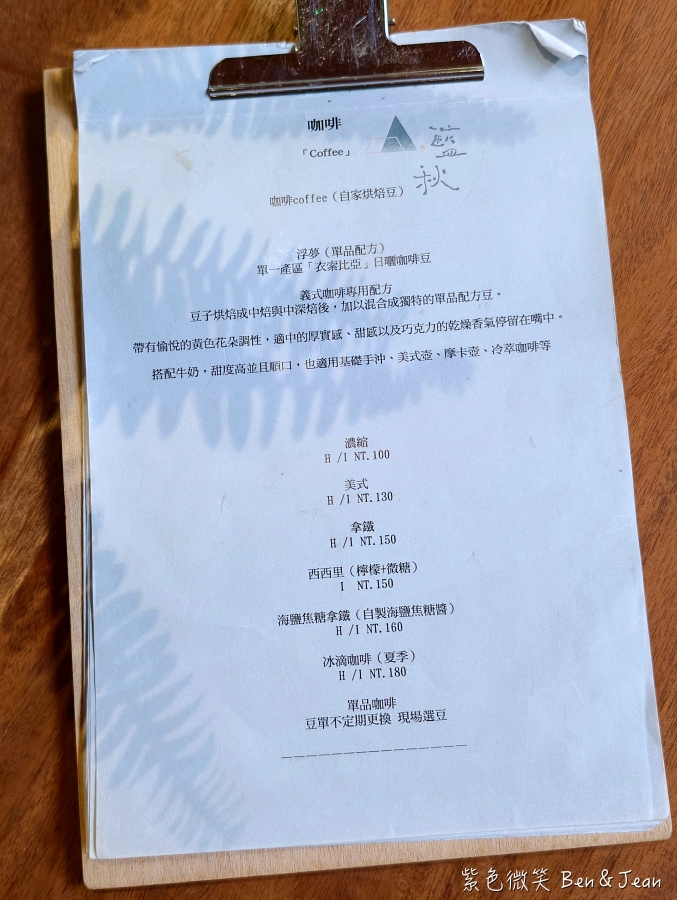 咖啡
「Coffee」
藍
秋
咖啡coffee（自家烘焙豆）
浮夢（單品配方）
單一產區「衣索比亞」日曬咖啡豆
義式咖啡專用配方
豆子烘焙成中焙與中深焙後，加以混合成獨特的單品配方豆。
帶有愉悅的黃色花朵調性，適中的厚實感、甜感以及巧克力的乾燥香氣停留在嘴中。
搭配牛奶，甜度高並且順口，也適用基礎手沖、美式壺、摩卡壺、冷萃咖啡等
濃縮
H /I NT.100
美式
H /I NT.130
拿鐵
H /I NT.150
西西里（檸檬+微糖）
I NT.150
海鹽焦糖拿鐵（自製海鹽焦糖醬）
H /I NT.160
冰滴咖啡（夏季）
H /I NT.180
單品咖啡
豆單不定期更換 現場選豆
紫色微笑 Ben&Jean